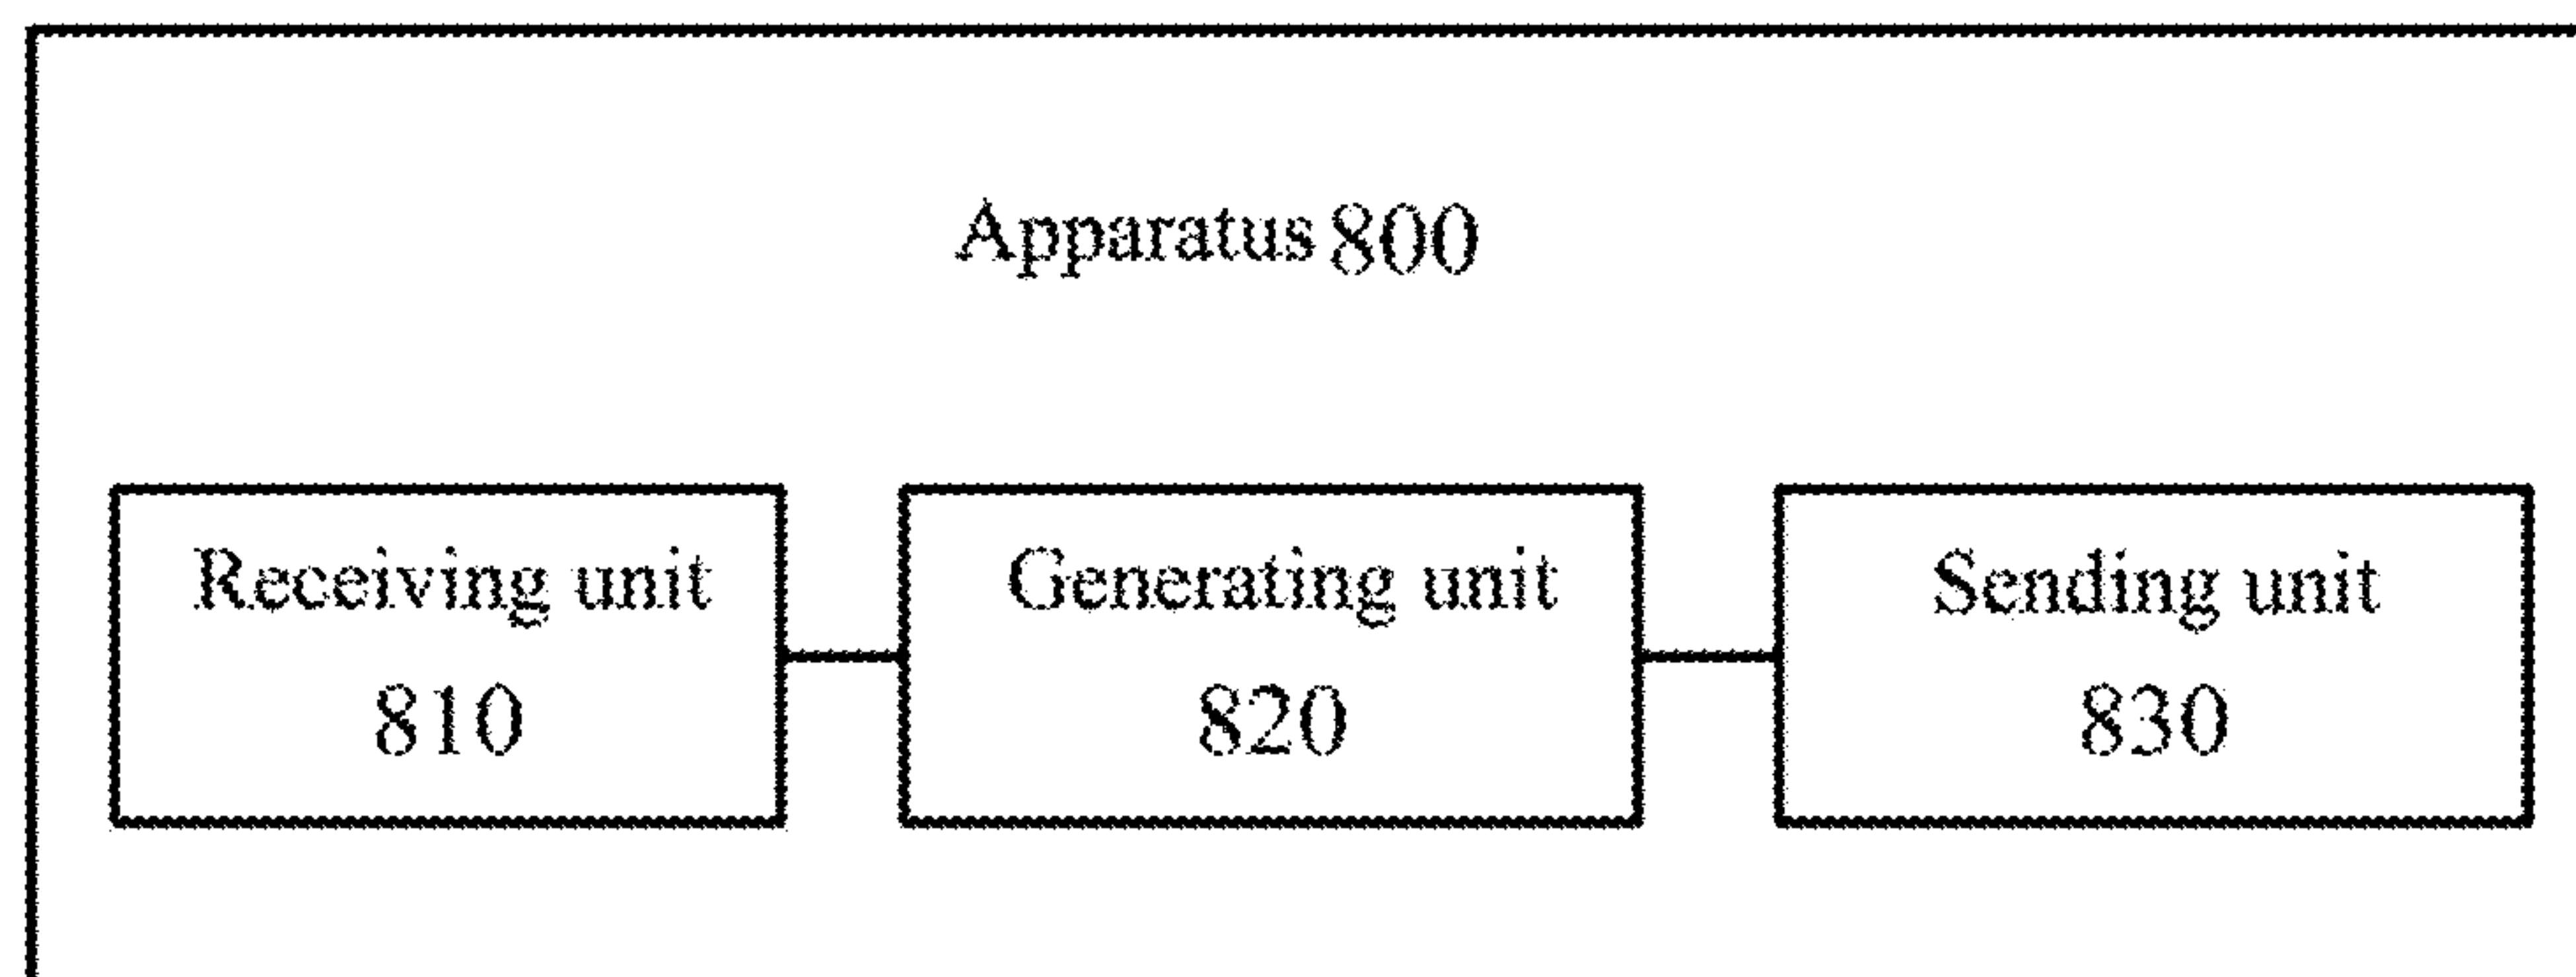 Apparatus 800
Receiving unit
810
Generating unit
820
Sending unit
830